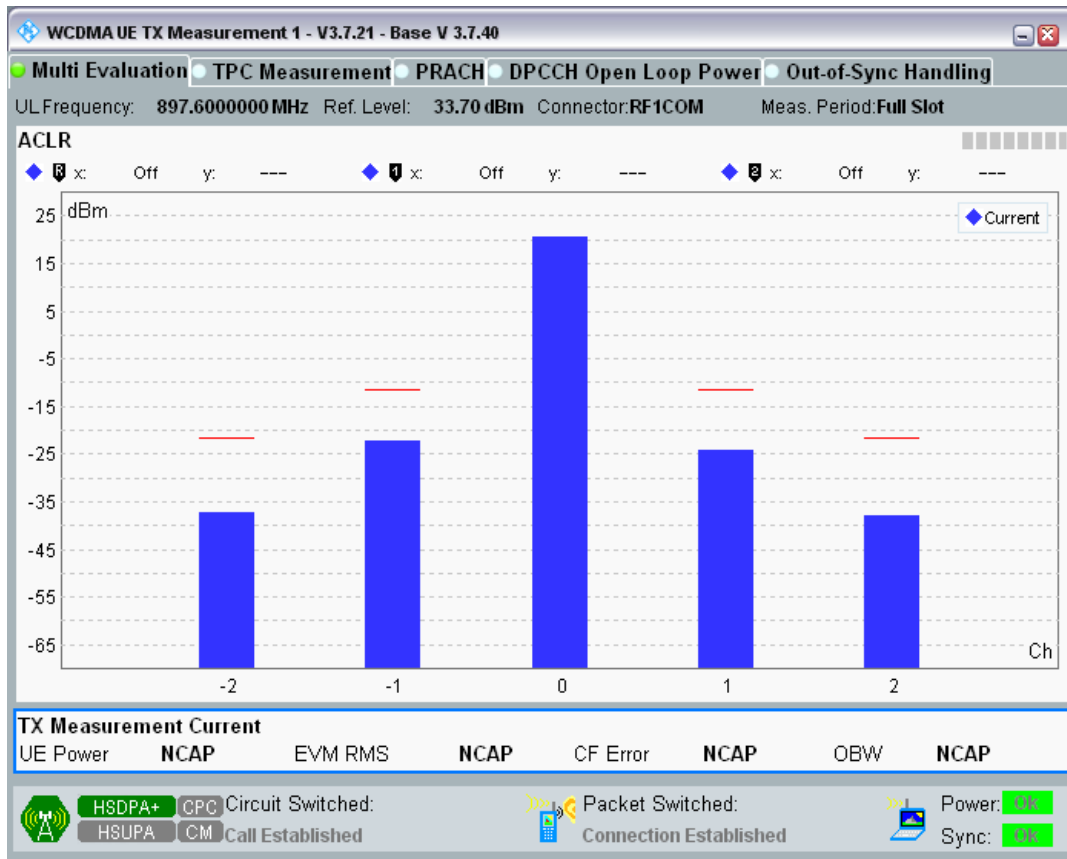 WCDMA UE TX Measurement 1 - V3.7.21 - Base V 3.7.40
Multi Evaluation TPC Measurement PRACH DPCCH Open Loop Power Out-of-Sync Handling
UL Frequency: 897.6000000 MHz Ref. Level: 33.70 dBm Connector:RF1COM Meas. Period:Full Slot
ACLR
R x: Off y: --- 1 x: Off y: --- 2 x: Off y: ---
dBm
Current
25
15
5
-5
-15
-25
-35
-45
-55
-65
Ch
-2 -1 0 1 2
TX Measurement Current
UE Power NCAP EVM RMS NCAP CF Error NCAP OBW NCAP
HSDPA+ CPC Circuit Switched: Packet Switched: Power: Ok
HSUPA CM Call Established Connection Established Sync: Ok